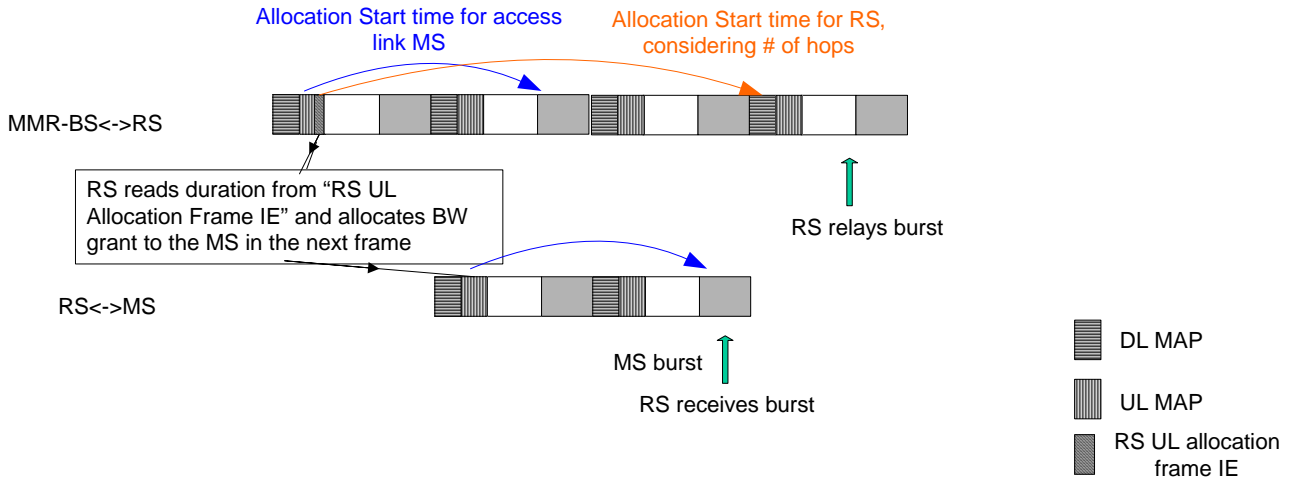 Allocation Start time for access
link MS
Allocation Start time for RS,
considering # of hops
MMR-BS<->RS
RS reads duration from “RS UL
Allocation Frame IE” and allocates BW
grant to the MS in the next frame
RS relays burst
RS<->MS
MS burst
RS receives burst
DL MAP
UL MAP
RS UL allocation
frame IE